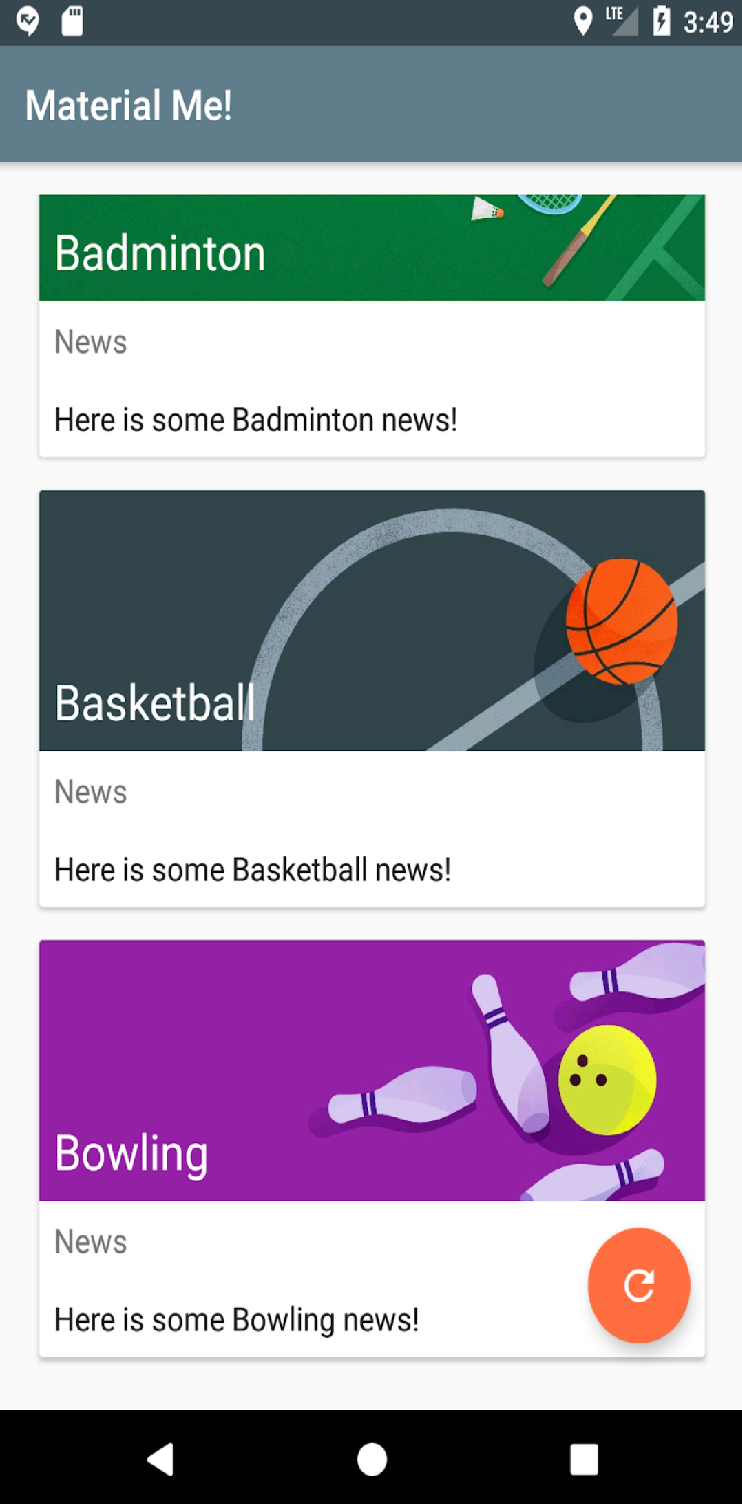 LTE 3:49
Material Me!
Badminton
News
Here is some Badminton news!
Basketball
News
Here is some Basketball news!
Bowling
News
Here is some Bowling news!